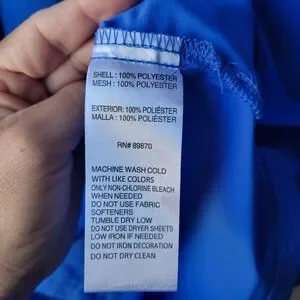 SHELL : 100% POLYESTER
MESH : 100% POLYESTER
EXTERIOR: 100% POLIÉSTER
MALLA : 100% POLIÉSTER
RN# 89870
MACHINE WASH COLD
WITH LIKE COLORS
ONLY NON-CHLORINE BLEACH
WHEN NEEDED
DO NOT USE FABRIC
SOFTENERS
TUMBLE DRY LOW
DO NOT USE DRYER SHEETS
LOW IRON IF NEEDED
DO NOT IRON DECORATION
DO NOT DRY CLEAN